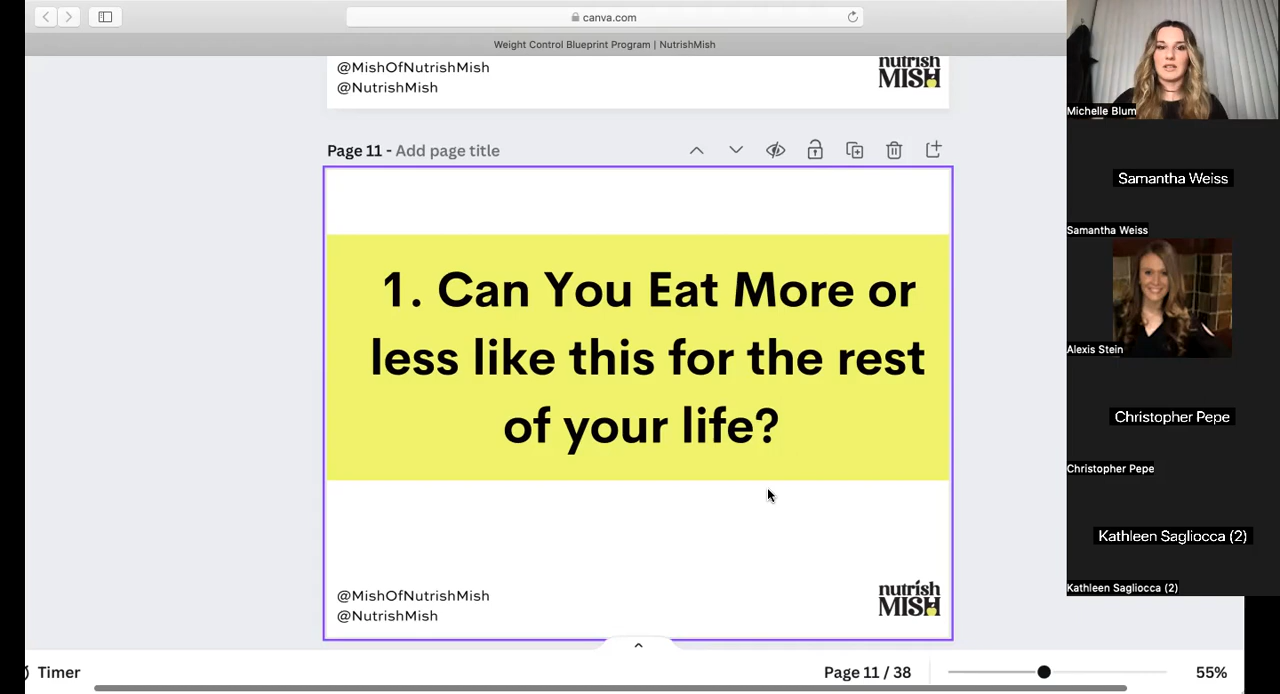 canva.com
Weight Control Blueprint Program | NutrishMish
@MishOfNutrishMish
@NutrishMish
nutrish
MISH
Page 11 - Add page title
1. Can You Eat More or
less like this for the rest
of your life?
@MishOfNutrishMish
@NutrishMish
nutrish
MISH
Timer
Page 11 / 38
55%
Michelle Blum
Samantha Weiss
Samantha Weiss
Alexis Stein
Christopher Pepe
Christopher Pepe
Kathleen Sagliocca (2)
Kathleen Sagliocca (2)